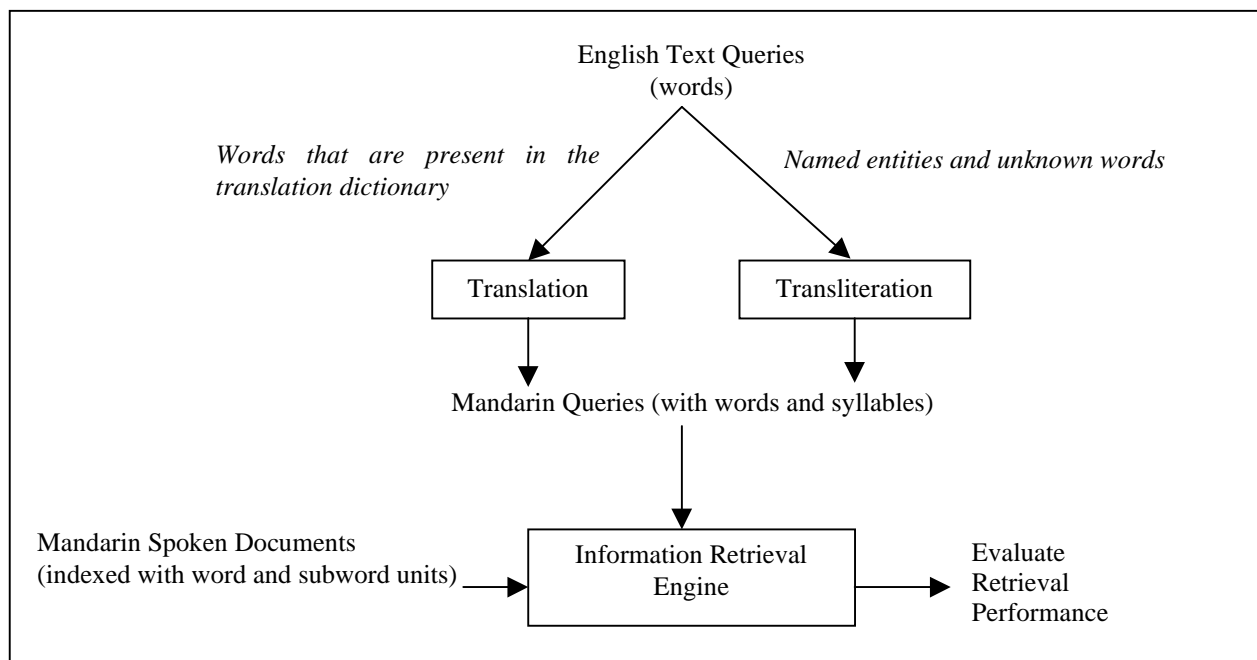 English Text Queries
(words)
Words that are present in the
translation dictionary
Named entities and unknown words
Translation
Transliteration
Mandarin Queries (with words and syllables)
Mandarin Spoken Documents
(indexed with word and subword units)
Information Retrieval
Engine
Evaluate
Retrieval
Performance